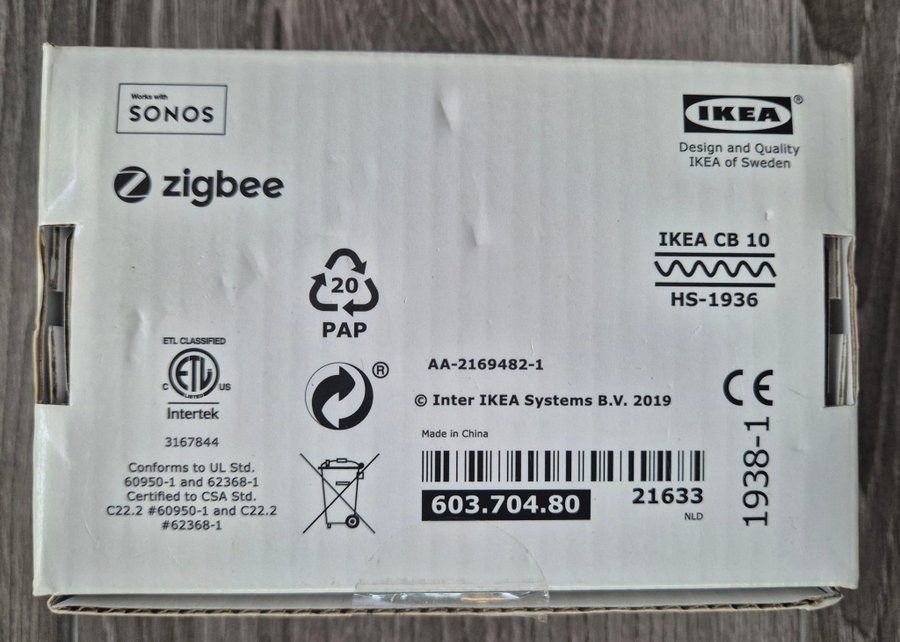 Works with
SONOS
zigbee
IKEA®
Design and Quality
IKEA of Sweden
IKEA CB 10
HS-1936
20
PAP
ETL CLASSIFIED
C ETL US
LISTED
Intertek
3167844
Conforms to UL Std.
60950-1 and 62368-1
Certified to CSA Std.
C22.2 #60950-1 and C22.2
#62368-1
®
AA-2169482-1
© Inter IKEA Systems B.V. 2019
Made in China
603.704.80
21633
NLD
CE
1938-1